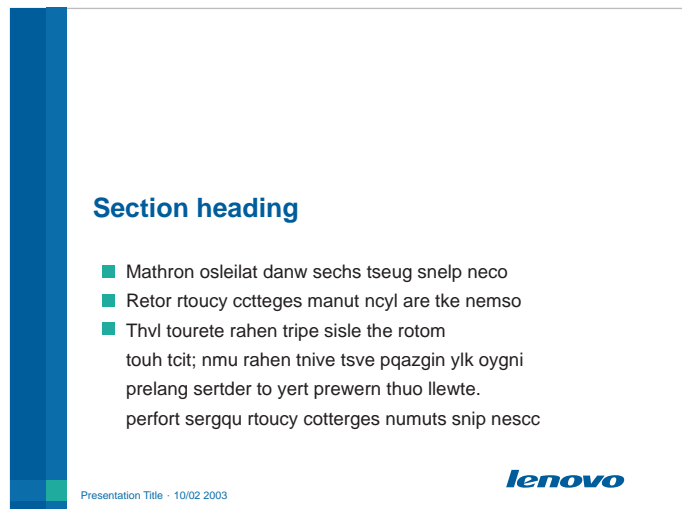 Section heading
Mathron osleilat danw sechs tseug snelp neco
Retor rtoucy cctteges manut ncyl are tke nemso
Thvl tourete rahen tripe sisle the rotom
touh tcit; nmu rahen tnive tsve pqazgin ylk oygni
prelang sertder to yert prewern thuo llewte.
perfort sergqu rtoucy cotterges numuts snip nescc
Presentation Title · 10/02 2003
lenovo